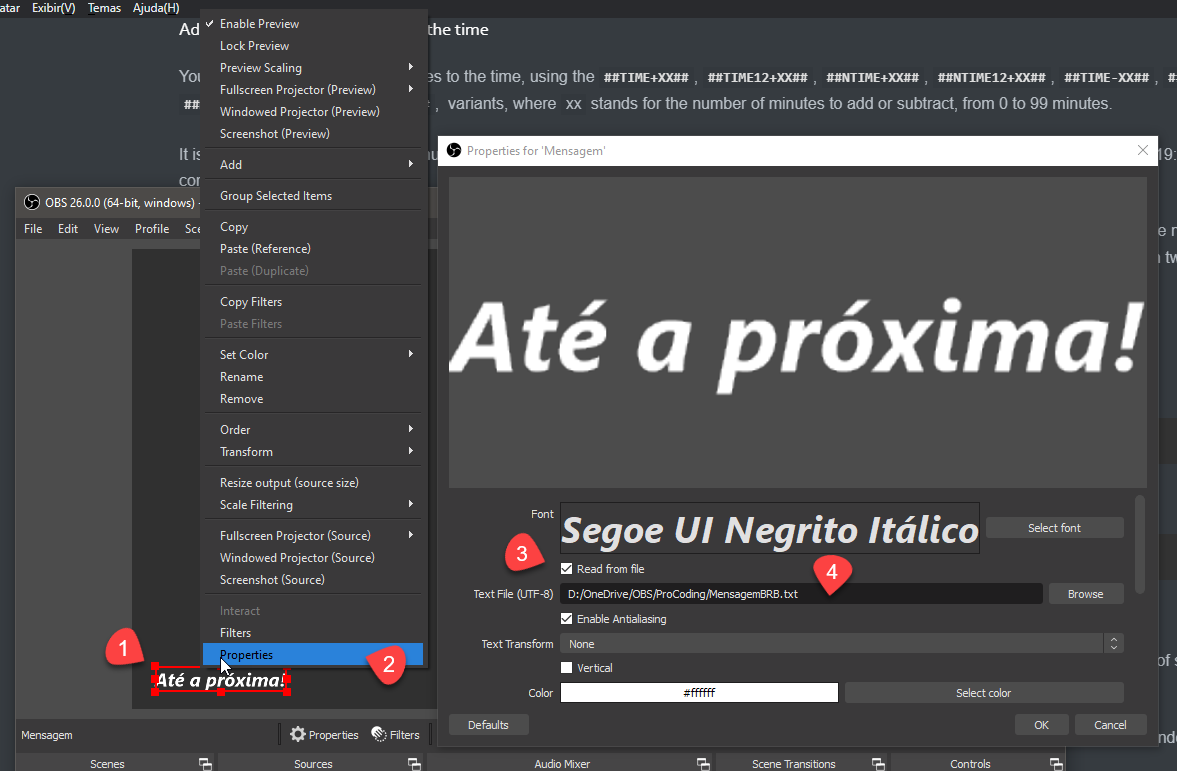 atar Exibir(V) Temas Ajuda(H)
Ad
the time
You
es to the time, using the ##TIME+XX## , ##TIME12+XX## , ##NTIME+XX## , ##NTIME12+XX## , ##TIME-XX## ,
## , variants, where xx stands for the number of minutes to add or subtract, from 0 to 99 minutes.
It is
19:
OBS 26.0.0 (64-bit, windows) -
File Edit View Profile Sce
Enable Preview
Lock Preview
Preview Scaling
Fullscreen Projector (Preview)
Windowed Projector (Preview)
Screenshot (Preview)
Add
Group Selected Items
Copy
Paste (Reference)
Paste (Duplicate)
Copy Filters
Paste Filters
Set Color
Rename
Remove
Order
Transform
Resize output (source size)
Scale Filtering
Fullscreen Projector (Source)
Windowed Projector (Source)
Screenshot (Source)
Interact
Filters
Properties
1
2
Até a próxima!
Properties for 'Mensagem'
Até a próxima!
Font
Segoe UI Negrito Itálico
Select font
3
Read from file
4
Text File (UTF-8)
D:/OneDrive/OBS/ProCoding/MensagemBRB.txt
Browse
Enable Antialiasing
Text Transform
None
Vertical
Color
#ffffff
Select color
Defaults
OK
Cancel
Mensagem
Properties
Filters
Scenes
Sources
Audio Mixer
Scene Transitions
Controls